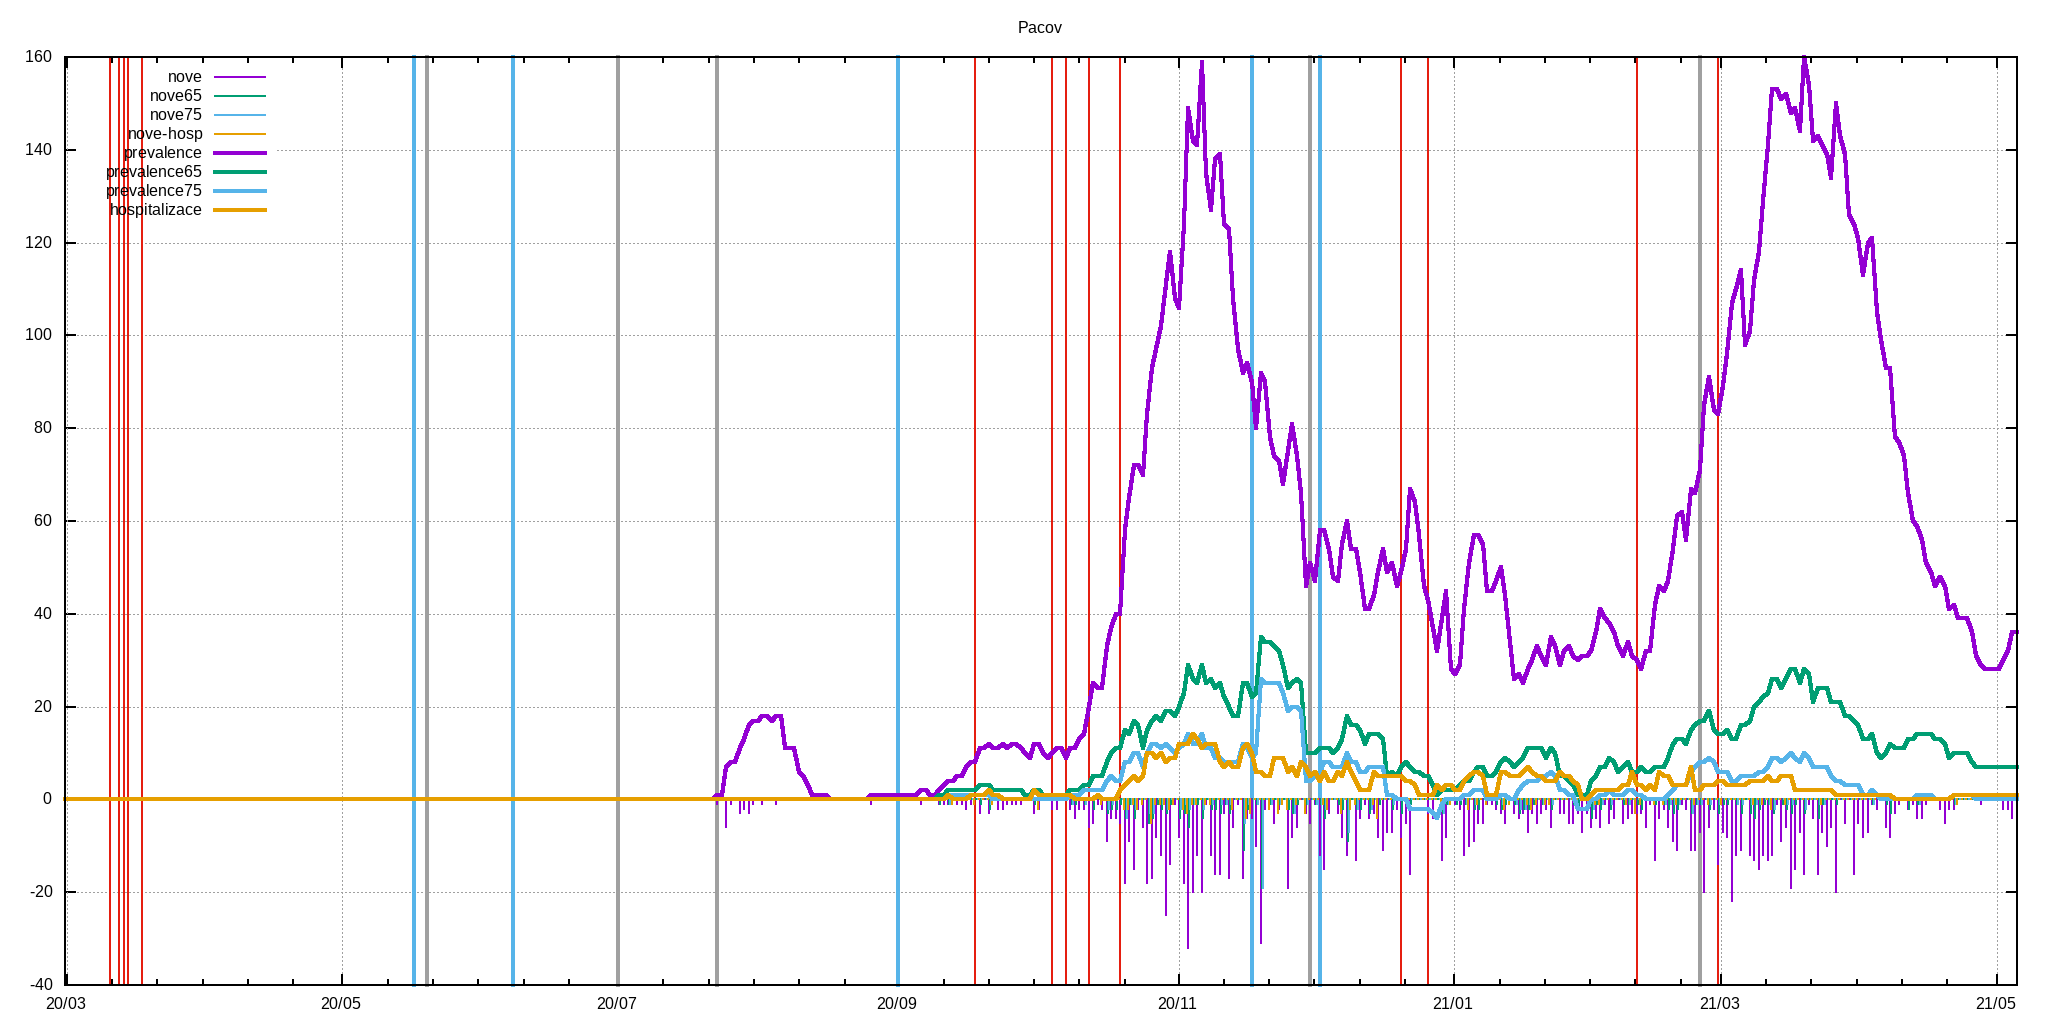 Pacov
160
140
120
100
80
60
40
20
0
-20
-40
nove
nove65
nove75
nove-hosp
prevalence
prevalence65
prevalence75
hospitalizace
20/03 20/05 20/07 20/09 20/11 21/01 21/03 21/05